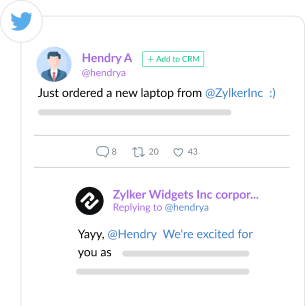 Hendry A + Add to CRM
@hendrya
Just ordered a new laptop from @ZylkerInc :)
8 20 43
Zylker Widgets Inc corpor...
Replying to @hendrya
Yayy, @Hendry We're excited for
you as